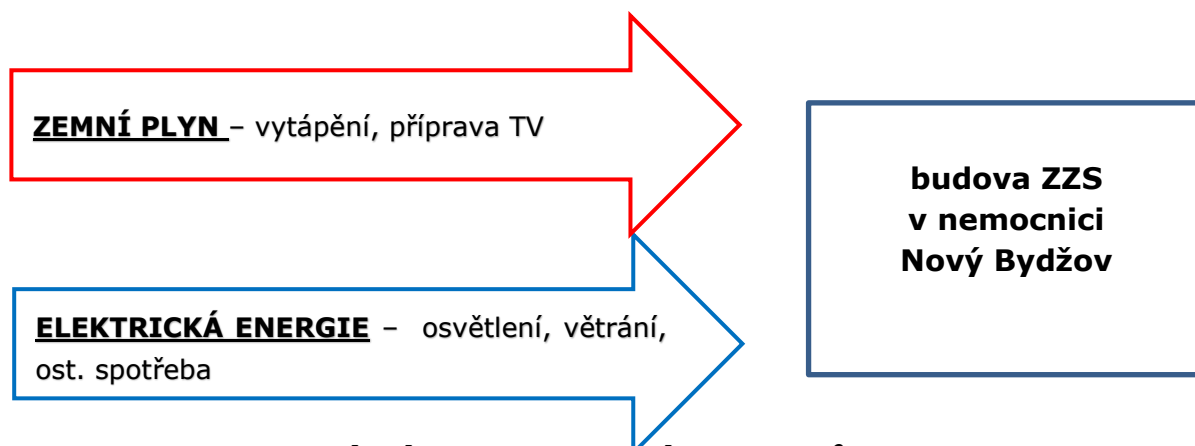 ZEMNÍ PLYN – vytápění, příprava TV
budova ZZS
v nemocnici
Nový Bydžov
ELEKTRICKÁ ENERGIE – osvětlení, větrání,
ost. spotřeba